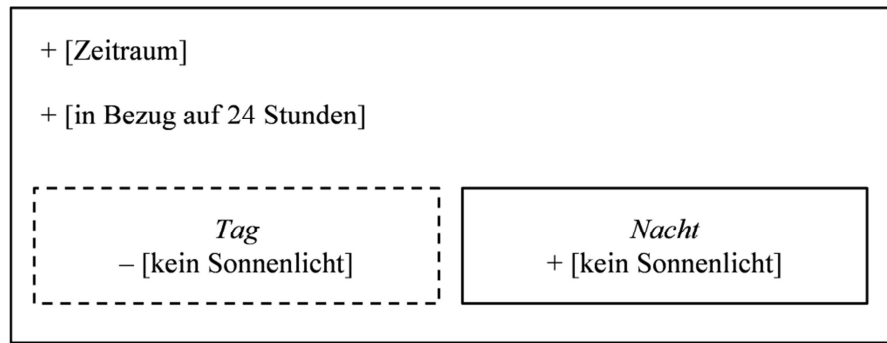 + [Zeitraum]
+ [in Bezug auf 24 Stunden]
Tag
– [kein Sonnenlicht]
Nacht
+ [kein Sonnenlicht]